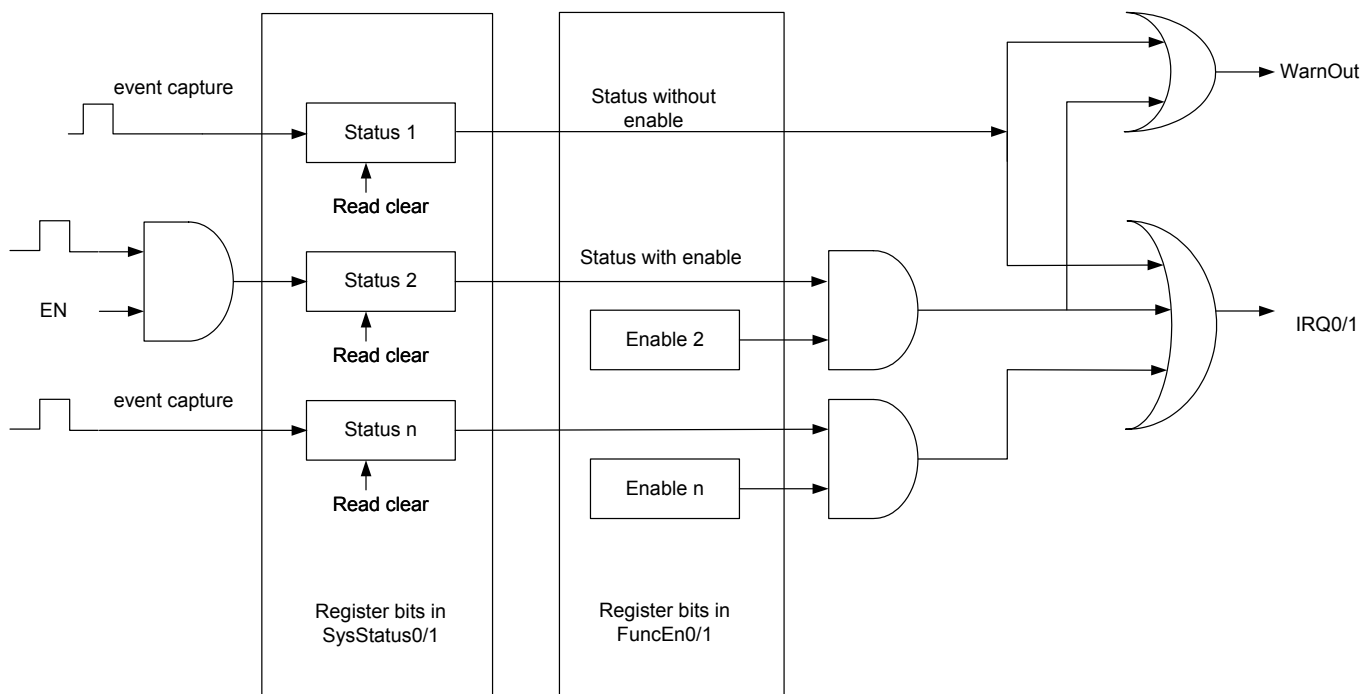 WarnOut
event capture
Status without
enable
Status 1
Read clear
Status with enable
Status 2
EN
Enable 2
IRQ0/1
Read clear
event capture
Status n
Enable n
Read clear
Register bits in
SysStatus0/1
Register bits in
FuncEn0/1